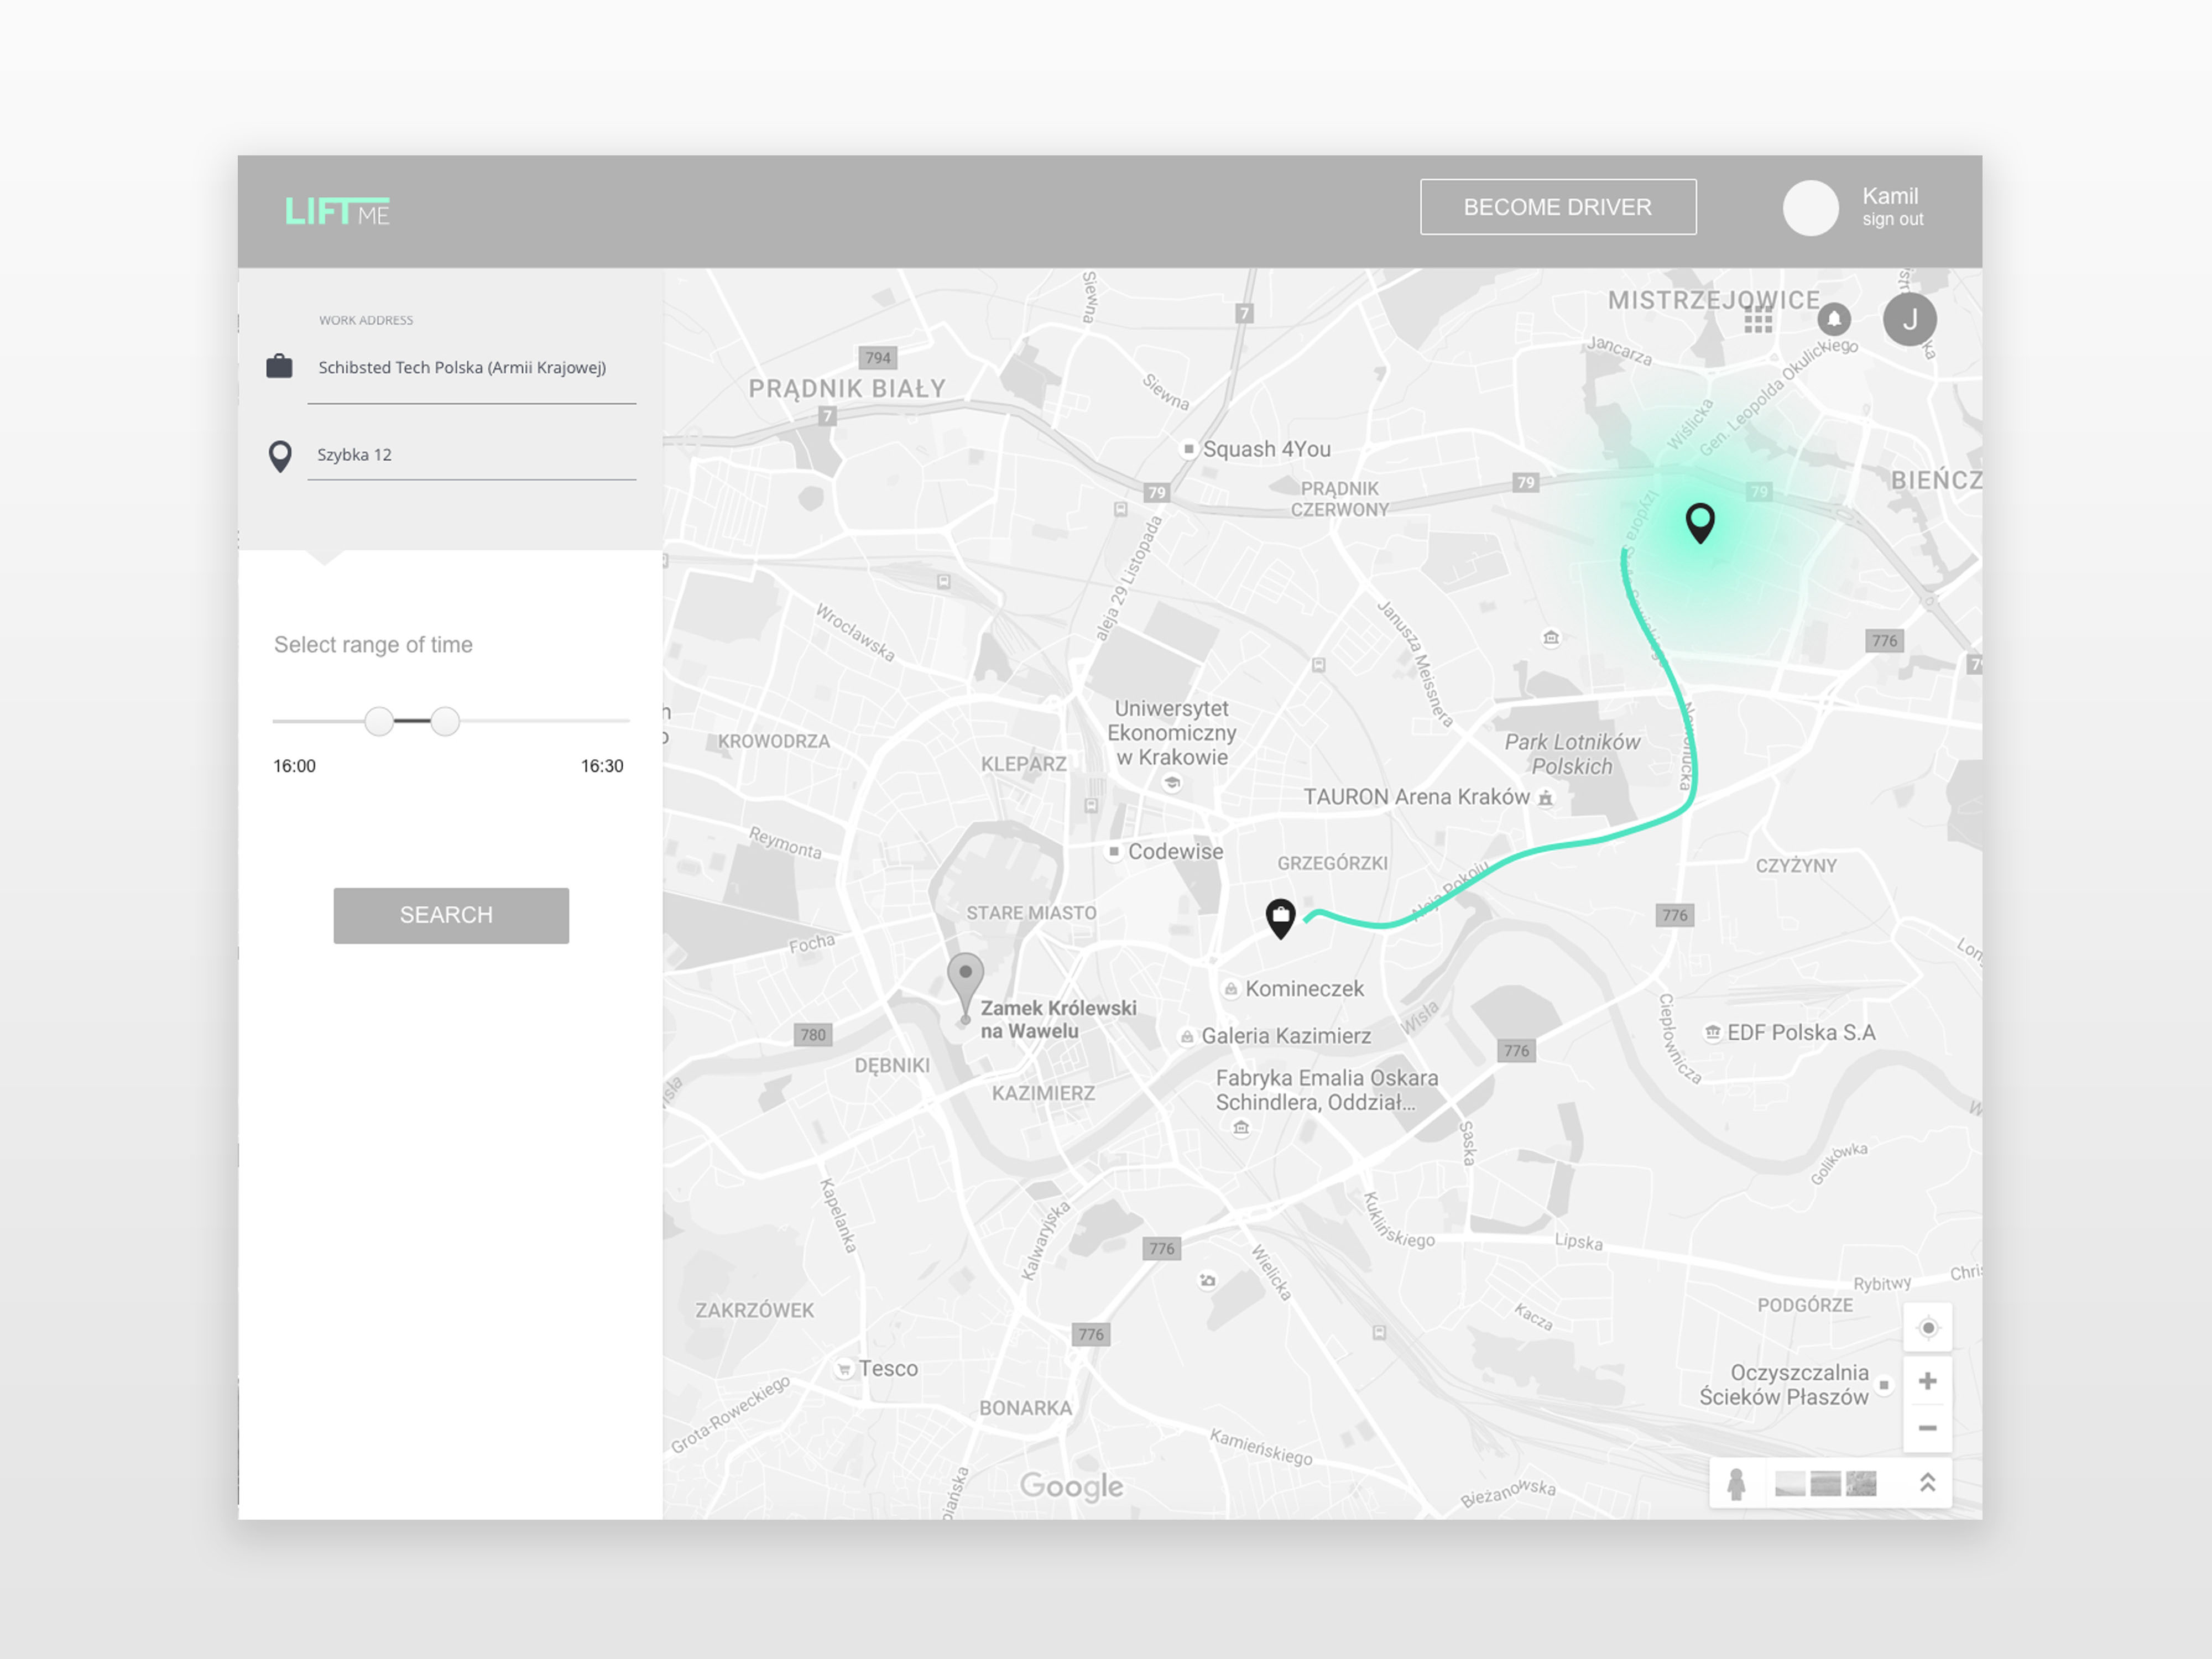 LIFT ME
BECOME DRIVER
Kamil
sign out
WORK ADDRESS
Schibsted Tech Polska (Armii Krajowej)
Szybka 12
Select range of time
16:00
16:30
SEARCH
Siewna
7
MISTRZEJOWICE
J
794
Jancarza
Gen. Leopolda Okulickiego
PRĄDNIK BIAŁY
7
Siewna
Wiślicka
Squash 4You
BIEŃCZ
79
PRĄDNIK
CZERWONY
79
79
aleja 29 Listopada
Wrocławska
Janusza Meissnera
776
79
Uniwersytet
Ekonomiczny
w Krakowie
KROWODRZA
KLEPARZ
Park Lotników
Polskich
Nowohucka
TAURON Arena Kraków
Reymonta
Codewise
GRZEGÓRZKI
CZYŻYNY
Aleja Pokoju
STARE MIASTO
776
Focha
Zamek Królewski
na Wawelu
Komineczek
Wisła
Ciepłownicza
780
Galeria Kazimierz
EDF Polska S.A
776
DĘBNIKI
KAZIMIERZ
Fabryka Emalia Oskara
Schindlera, Oddział...
Saska
Golikówka
Kapelanka
Kalwaryjska
776
Kuklińskiego
Lipska
Wielicka
Rybitwy
Chris
ZAKRZÓWEK
PODGÓRZE
Kacza
776
Tesco
Oczyszczalnia
Ścieków Płaszów
Grota-Roweckiego
BONARKA
Kamieńskiego
Google
Bieżanowska